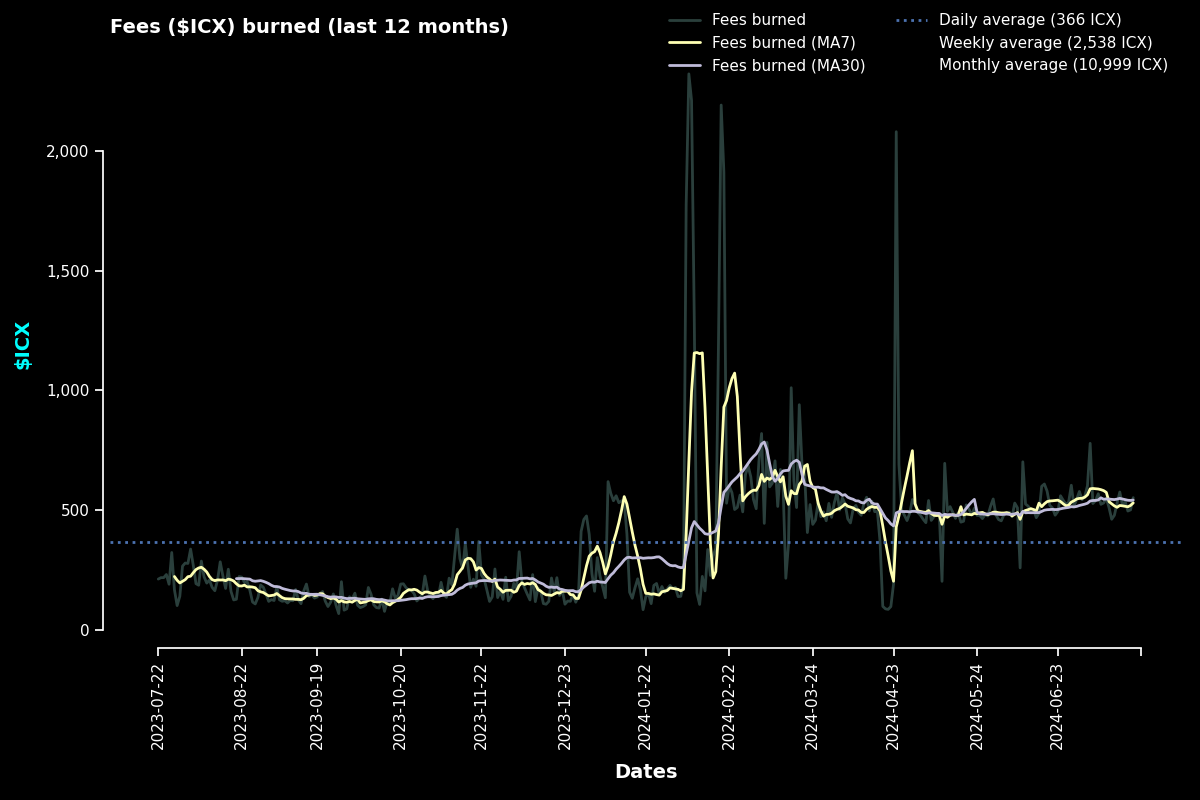 Fees ($ICX) burned (last 12 months)
Fees burned
Fees burned (MA7)
Fees burned (MA30)
Daily average (366 ICX)
Weekly average (2,538 ICX)
Monthly average (10,999 ICX)
2,000
1,500
1,000
500
0
$ICX
2023-07-22
2023-08-22
2023-09-19
2023-10-20
2023-11-22
2023-12-23
2024-01-22
2024-02-22
2024-03-24
2024-04-23
2024-05-24
2024-06-23
Dates